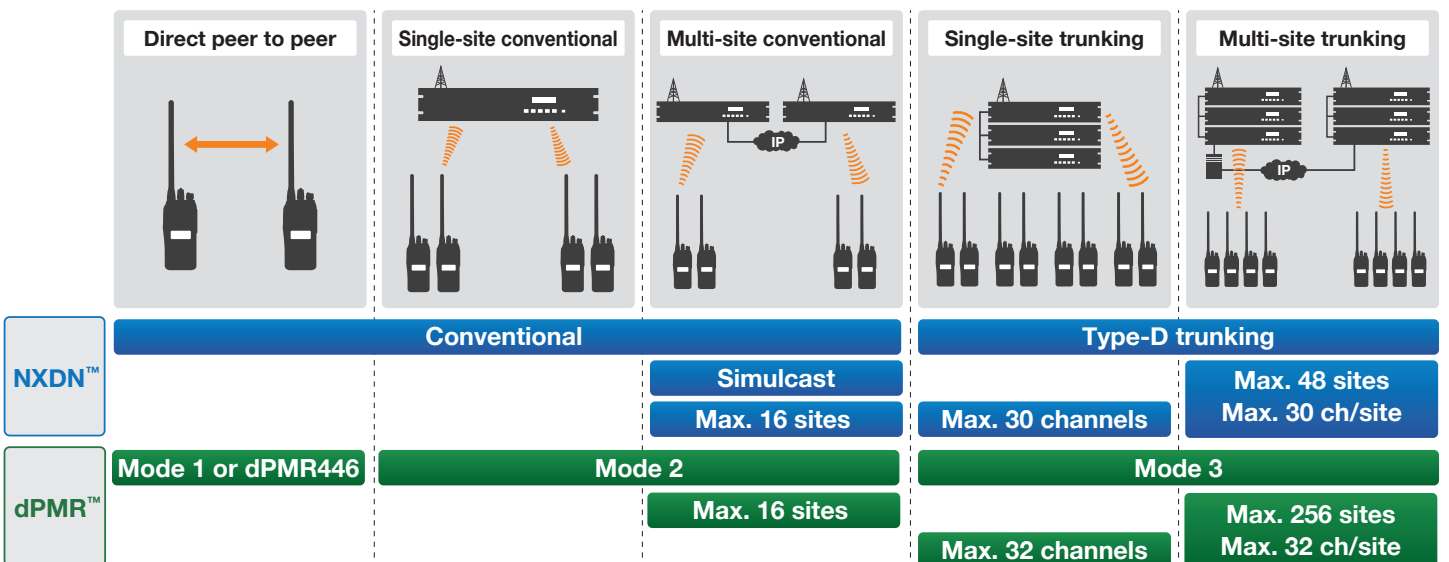 Direct peer to peer
Single-site conventional
Multi-site conventional
Single-site trunking
Multi-site trunking
IP
IP
NXDN™
Conventional
Type-D trunking
Simulcast
Max. 16 sites
Max. 30 channels
Max. 48 sites
Max. 30 ch/site
dPMR™
Mode 1 or dPMR446
Mode 2
Mode 3
Max. 16 sites
Max. 32 channels
Max. 256 sites
Max. 32 ch/site